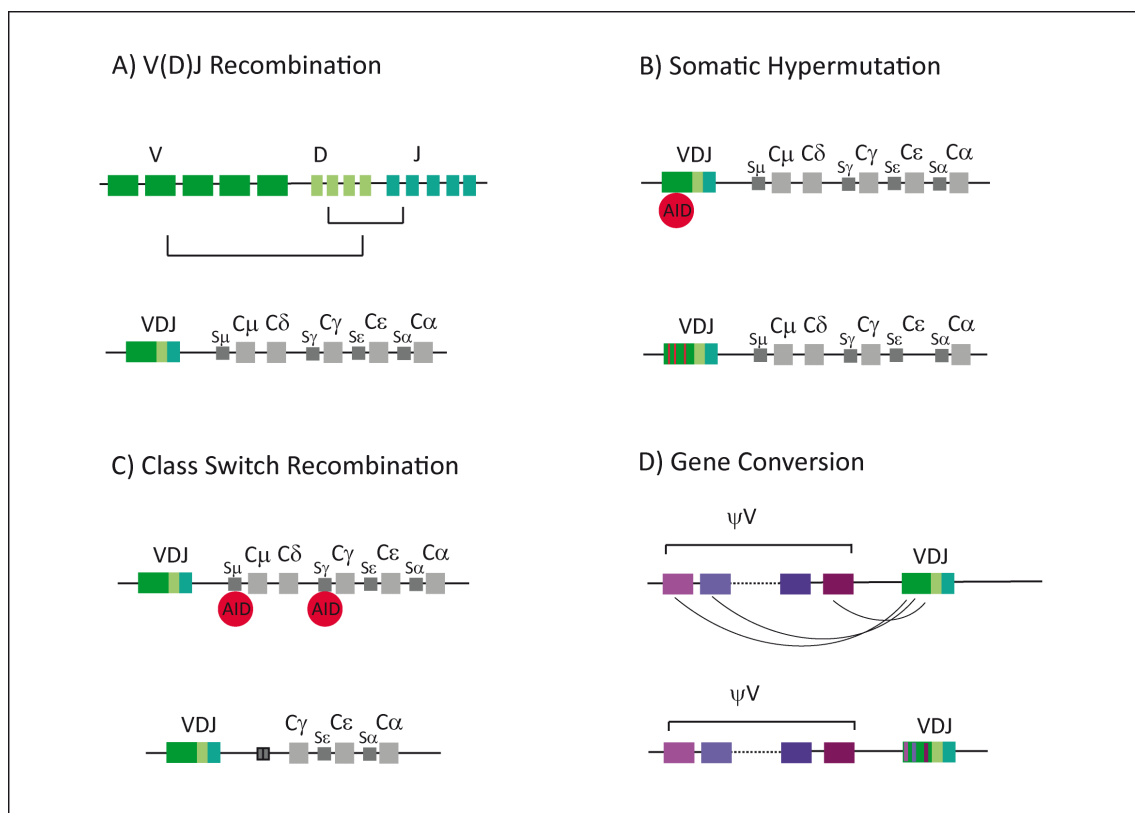 A) V(D)J Recombination
V D J
VDJ Sμ Cμ Cδ Sγ Cγ Sε Cε Sα Cα
B) Somatic Hypermutation
VDJ Sμ Cμ Cδ Sγ Cγ Sε Cε Sα Cα
AID
VDJ Sμ Cμ Cδ Sγ Cγ Sε Cε Sα Cα
C) Class Switch Recombination
VDJ Sμ Cμ Cδ Sγ Cγ Sε Cε Sα Cα
AID AID
VDJ Cγ Sε Cε Sα Cα
D) Gene Conversion
ψV
VDJ
ψV
VDJ